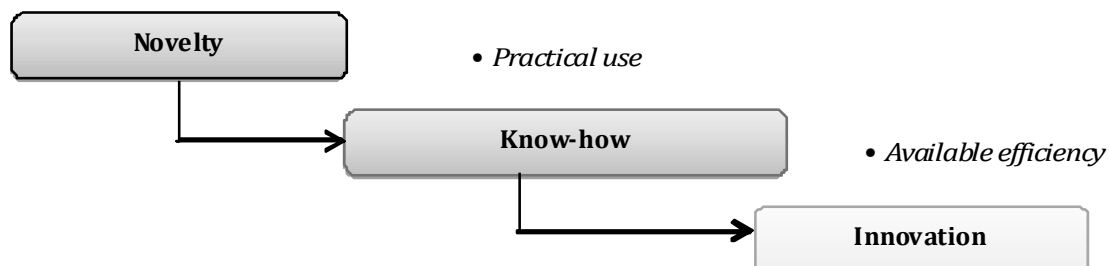 Novelty
• Practical use
Know-how
• Available efficiency
Innovation